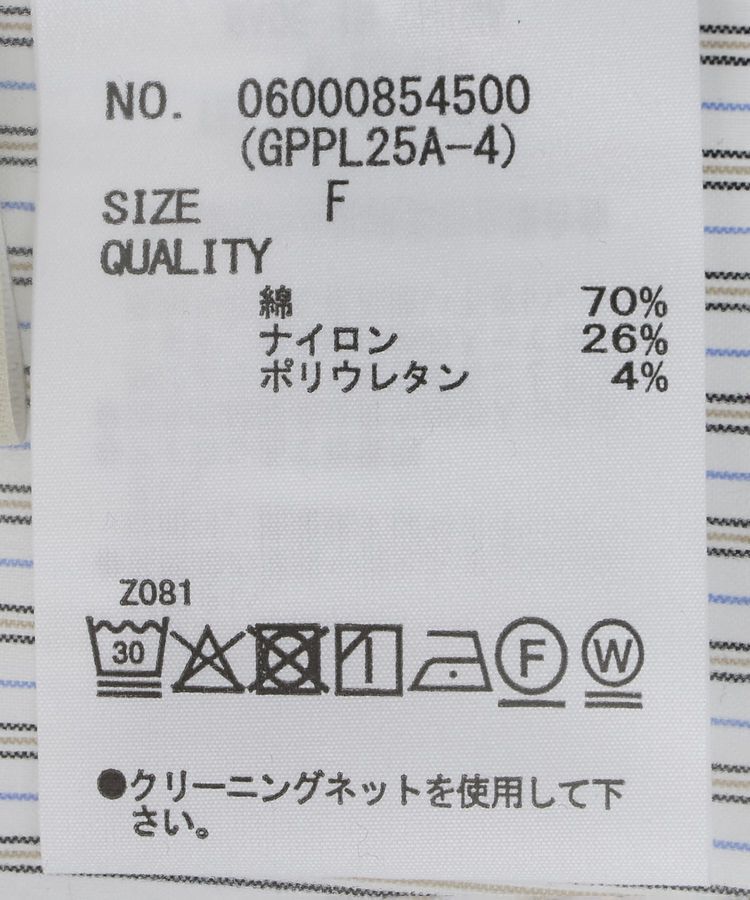 NO. 06000854500
(GPPL25A-4)
SIZE F
QUALITY
綿 70%
ナイロン 26%
ポリウレタン 4%
Z081
30 F W
●クリーニングネットを使用して下
さい。